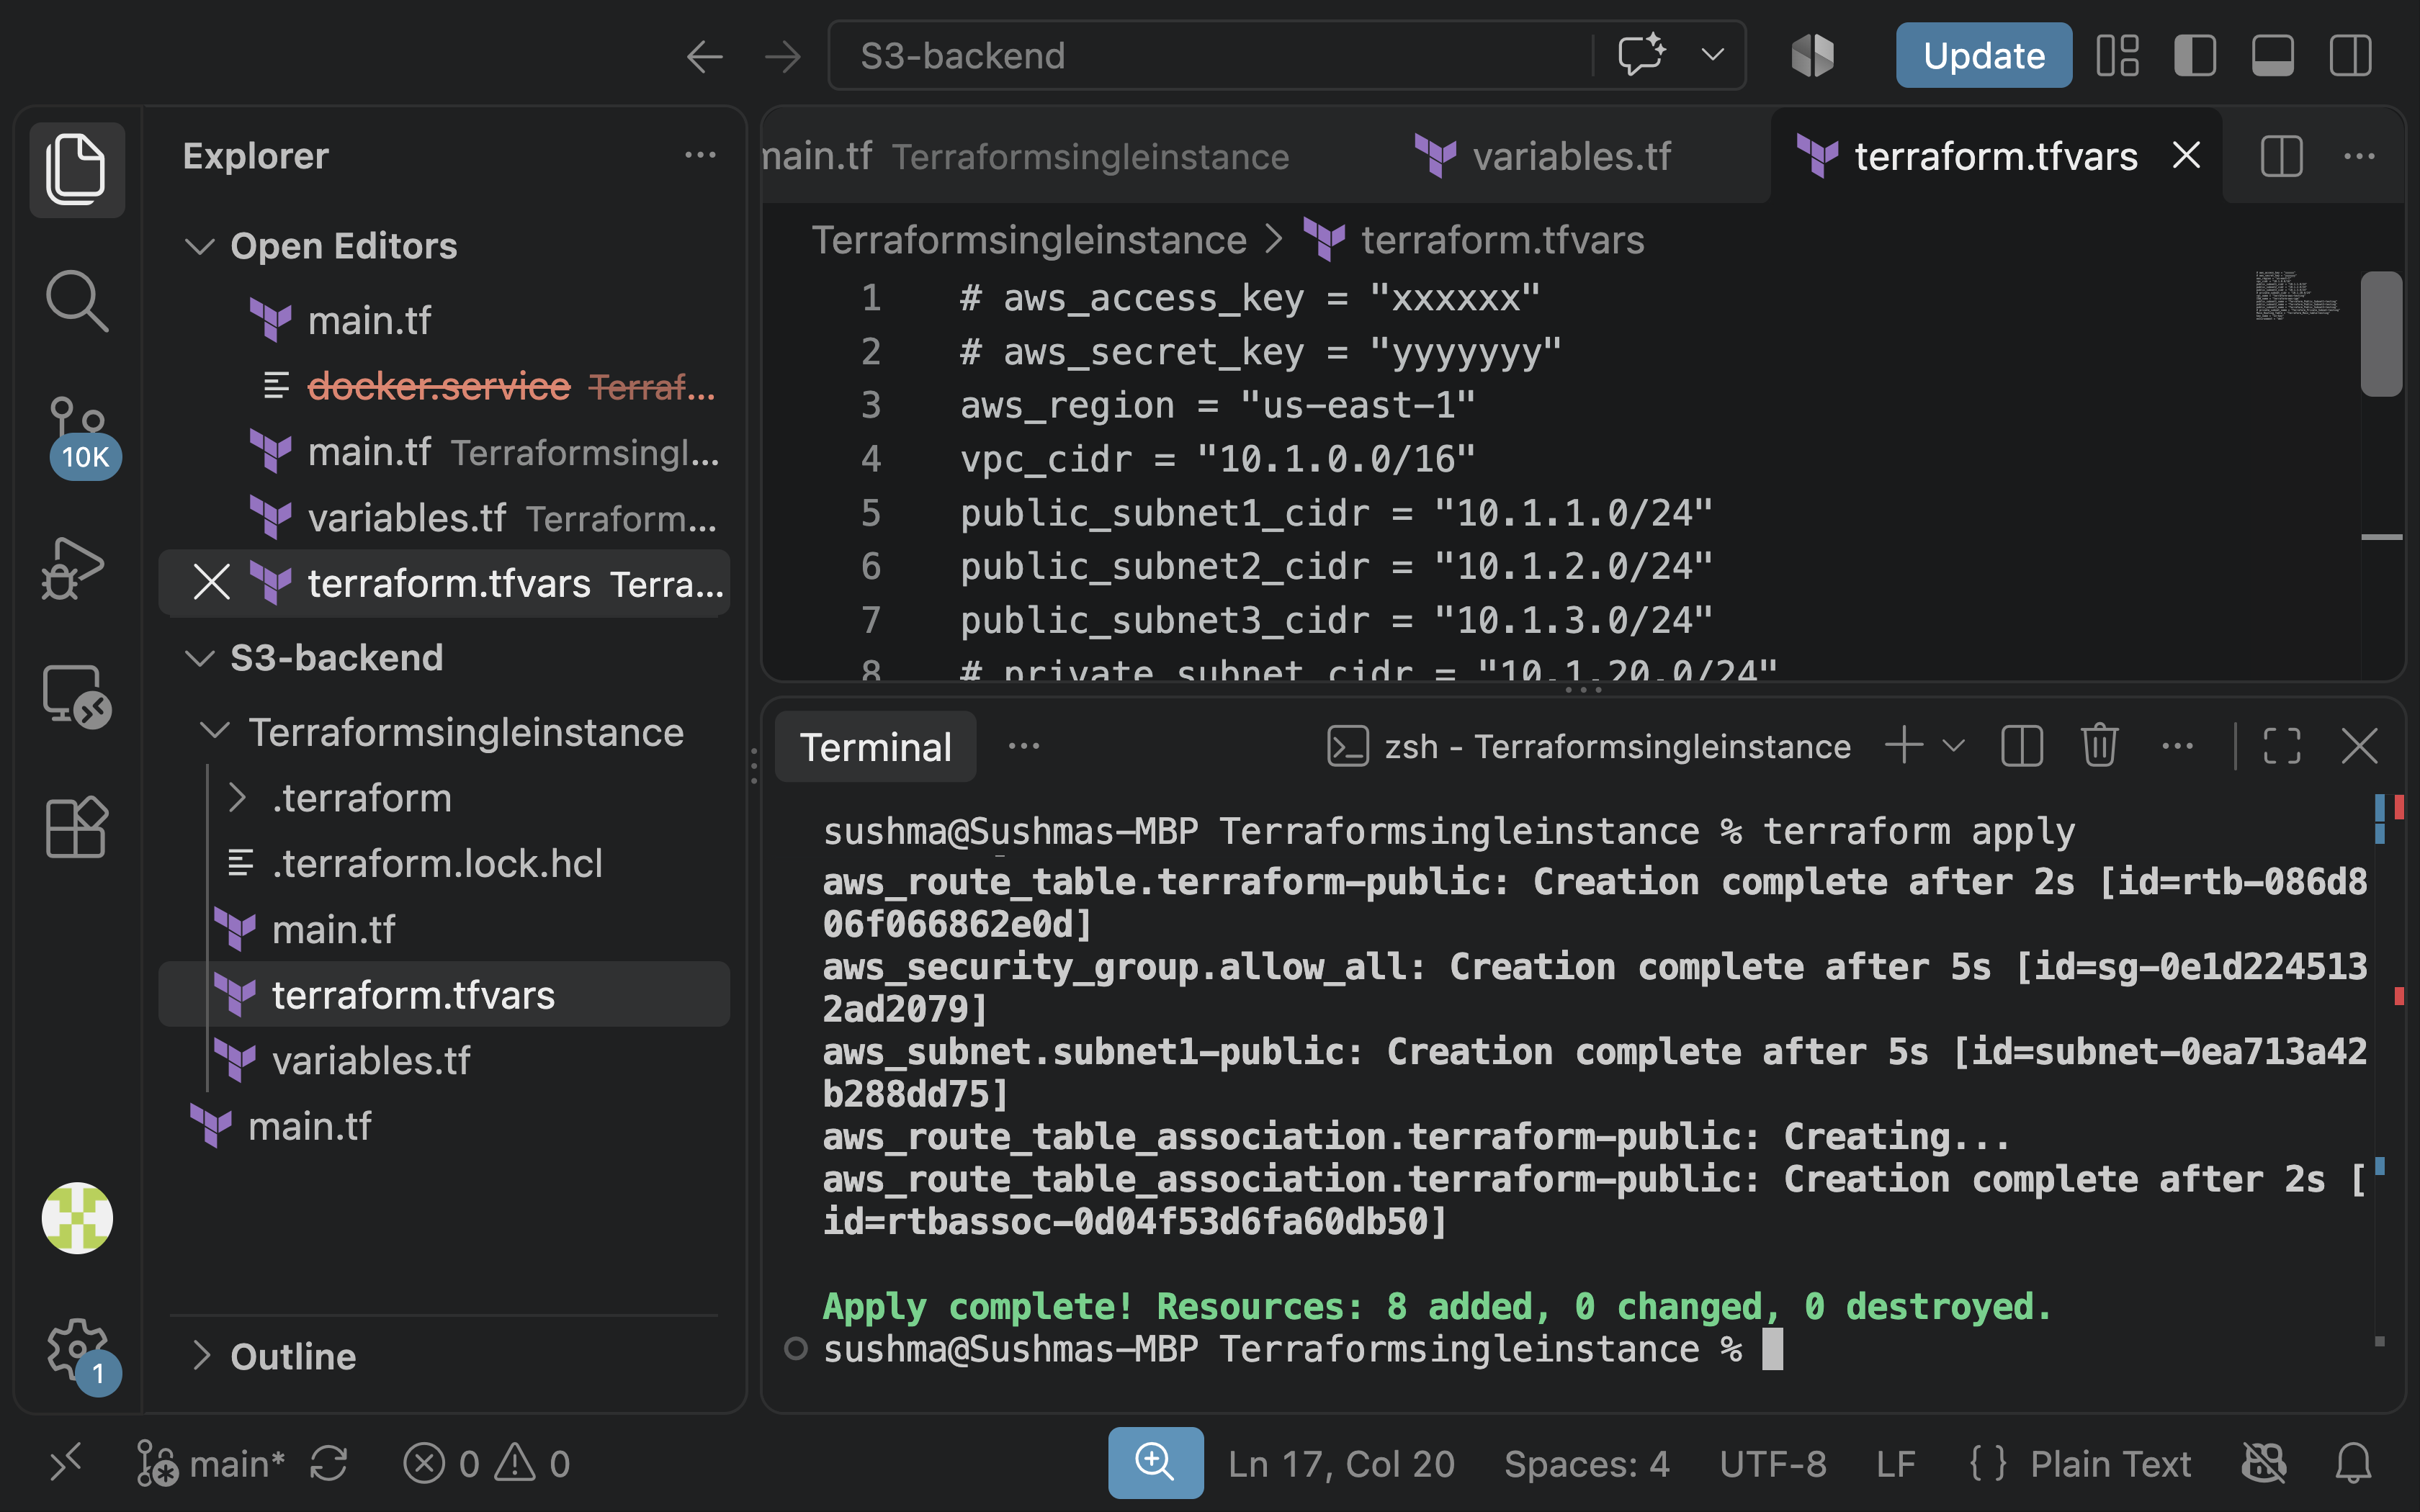 S3-backend
Update
Explorer
Open Editors
main.tf
docker.service Terraf...
main.tf Terraformsingl...
variables.tf Terraform...
terraform.tfvars Terra...
S3-backend
Terraformsingleinstance
.terraform
.terraform.lock.hcl
main.tf
terraform.tfvars
variables.tf
main.tf
Outline
10K
1
main.tf Terraformsingleinstance
variables.tf
terraform.tfvars
Terraformsingleinstance > terraform.tfvars
1 # aws_access_key = "xxxxxx"
2 # aws_secret_key = "yyyyyyy"
3 aws_region = "us-east-1"
4 vpc_cidr = "10.1.0.0/16"
5 public_subnet1_cidr = "10.1.1.0/24"
6 public_subnet2_cidr = "10.1.2.0/24"
7 public_subnet3_cidr = "10.1.3.0/24"
8 # private_subnet_cidr = "10.1.20.0/24"
Terminal
zsh - Terraformsingleinstance
sushma@Sushmas-MBP Terraformsingleinstance % terraform apply
aws_route_table.terraform-public: Creation complete after 2s [id=rtb-086d8
06f066862e0d]
aws_security_group.allow_all: Creation complete after 5s [id=sg-0e1d224513
2ad2079]
aws_subnet.subnet1-public: Creation complete after 5s [id=subnet-0ea713a42
b288dd75]
aws_route_table_association.terraform-public: Creating...
aws_route_table_association.terraform-public: Creation complete after 2s [
id=rtbassoc-0d04f53d6fa60db50]
Apply complete! Resources: 8 added, 0 changed, 0 destroyed.
sushma@Sushmas-MBP Terraformsingleinstance %
main* 0 0 Ln 17, Col 20 Spaces: 4 UTF-8 LF {} Plain Text